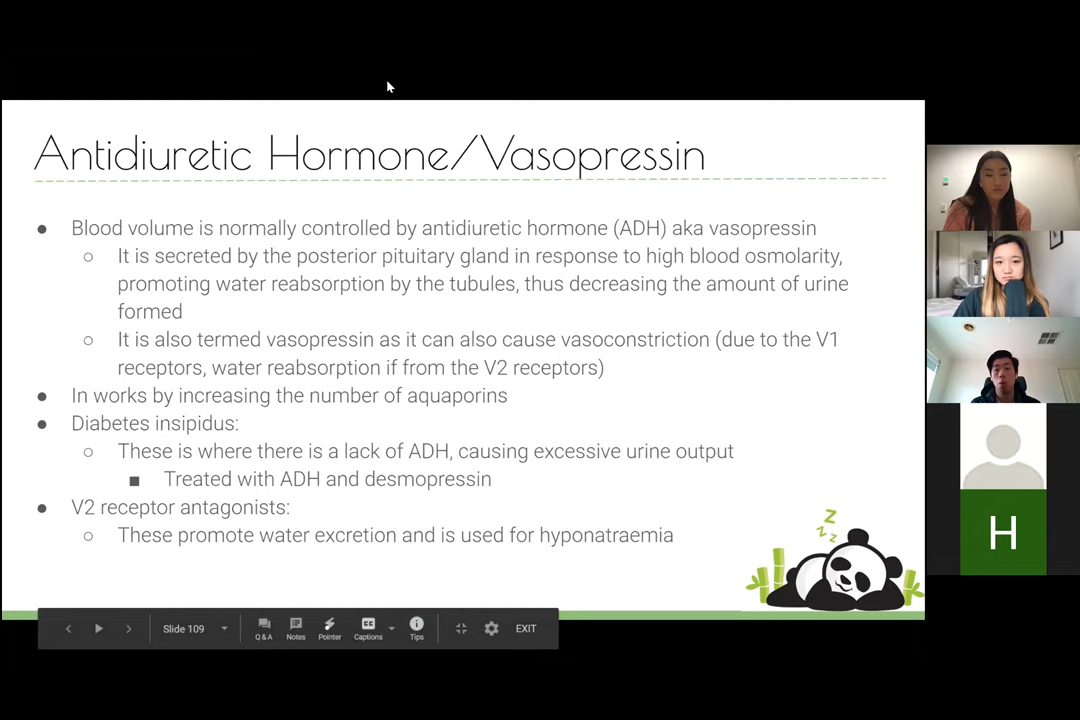 Antidiuretic Hormone/Vasopressin
● Blood volume is normally controlled by antidiuretic hormone (ADH) aka vasopressin
○ It is secreted by the posterior pituitary gland in response to high blood osmolarity,
promoting water reabsorption by the tubules, thus decreasing the amount of urine
formed
○ It is also termed vasopressin as it can also cause vasoconstriction (due to the V1
receptors, water reabsorption if from the V2 receptors)
● In works by increasing the number of aquaporins
● Diabetes insipidus:
○ These is where there is a lack of ADH, causing excessive urine output
■ Treated with ADH and desmopressin
● V2 receptor antagonists:
○ These promote water excretion and is used for hyponatraemia
z
z z
H
Slide 109
Q & A Notes Pointer Captions Tips
EXIT